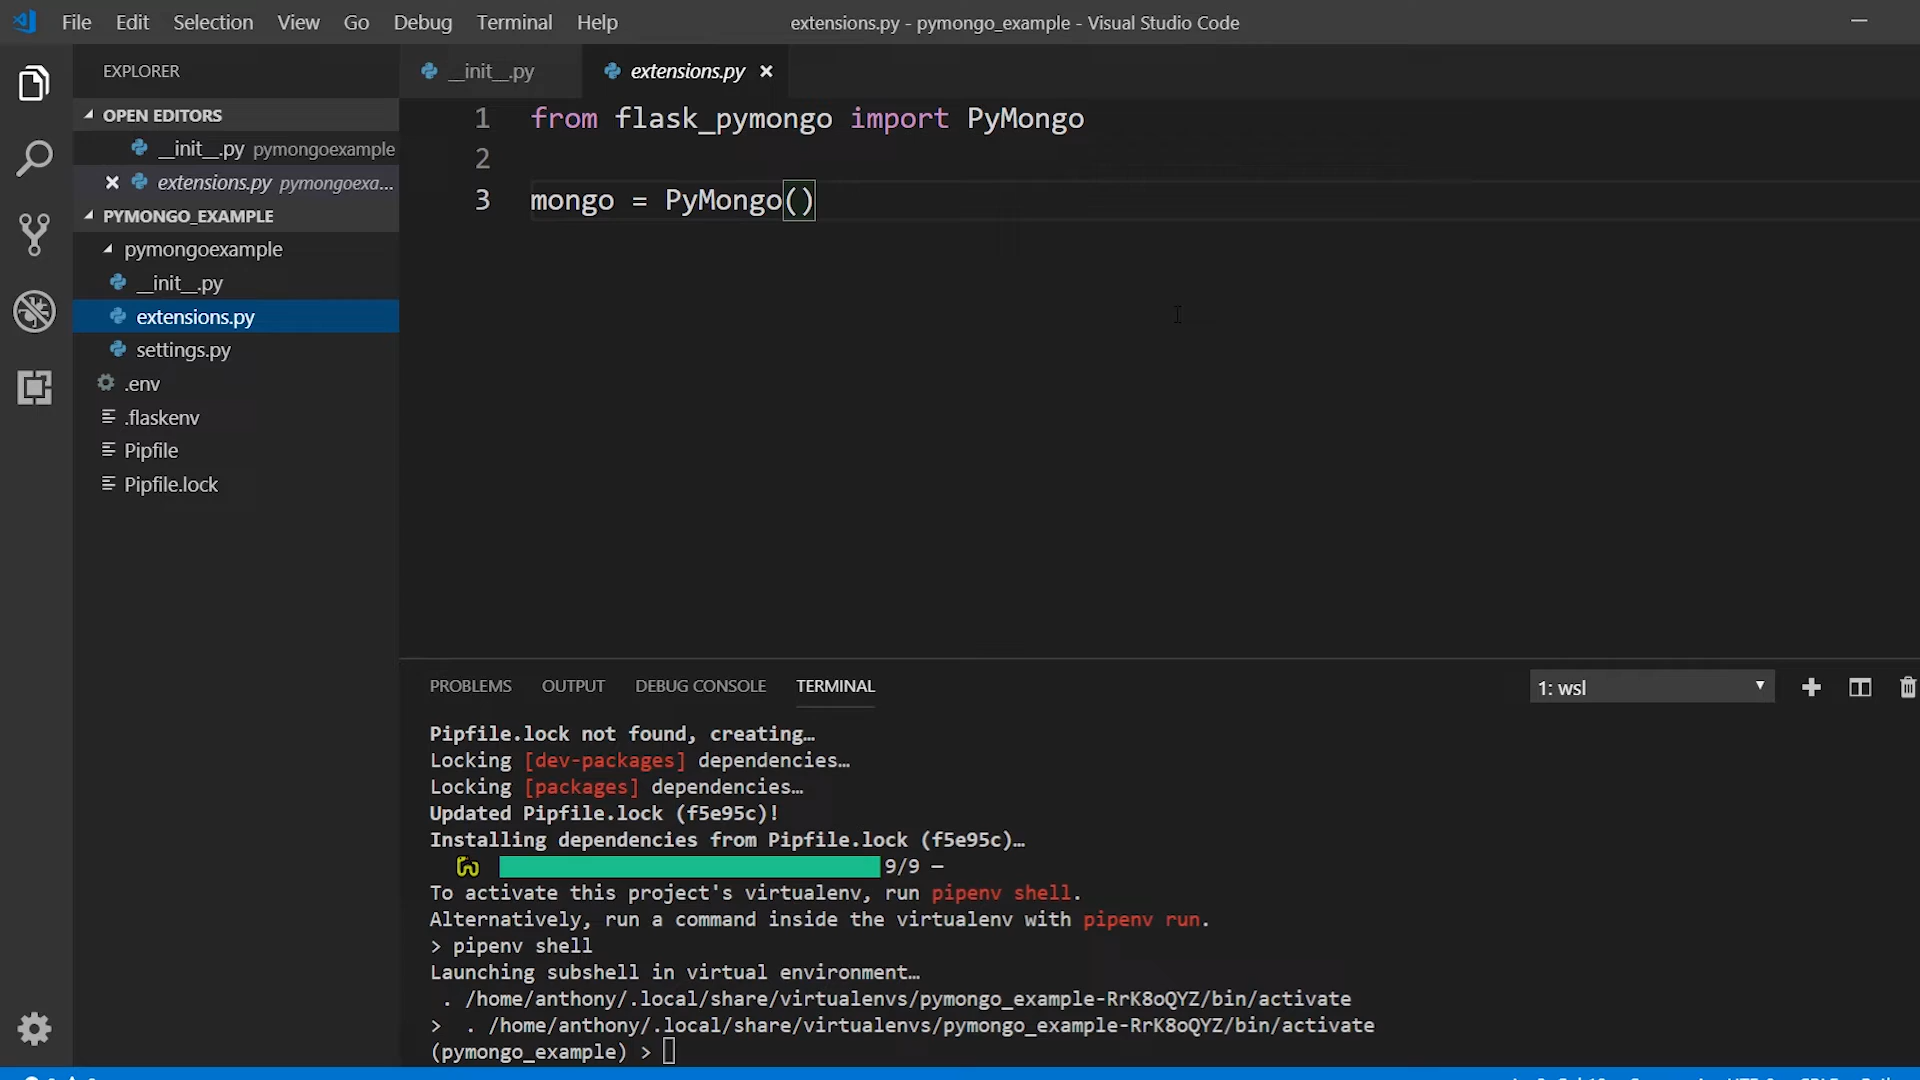 File Edit Selection View Go Debug Terminal Help extensions.py - pymongo_example - Visual Studio Code
EXPLORER
OPEN EDITORS
__init__.py pymongoexample
extensions.py pymongoexa...
PYMONGO_EXAMPLE
pymongoexample
__init__.py
extensions.py
settings.py
.env
.flaskenv
Pipfile
Pipfile.lock
__init__.py extensions.py
1 from flask_pymongo import PyMongo
2
3 mongo = PyMongo()
PROBLEMS OUTPUT DEBUG CONSOLE TERMINAL 1: wsl
Pipfile.lock not found, creating…
Locking [dev-packages] dependencies…
Locking [packages] dependencies…
Updated Pipfile.lock (f5e95c)!
Installing dependencies from Pipfile.lock (f5e95c)…
9/9 —
To activate this project's virtualenv, run pipenv shell.
Alternatively, run a command inside the virtualenv with pipenv run.
> pipenv shell
Launching subshell in virtual environment…
. /home/anthony/.local/share/virtualenvs/pymongo_example-RrK8oQYZ/bin/activate
> . /home/anthony/.local/share/virtualenvs/pymongo_example-RrK8oQYZ/bin/activate
(pymongo_example) >